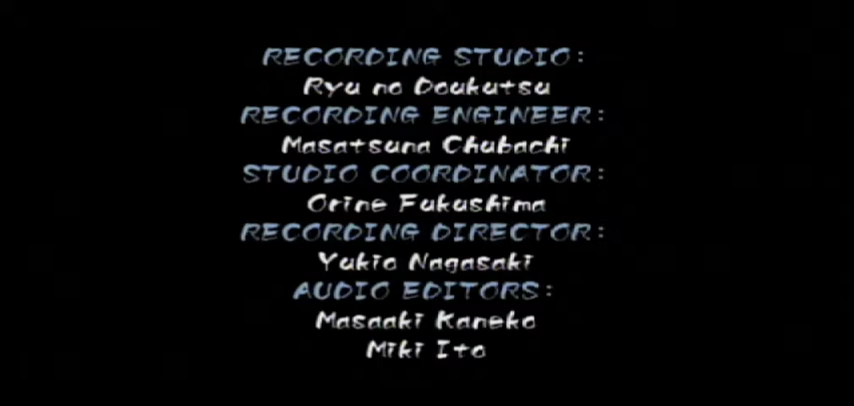 RECORDING STUDIO:
Ryu no Doukutsu
RECORDING ENGINEER:
Masatsuna Chubachi
STUDIO COORDINATOR:
Orine Fukushima
RECORDING DIRECTOR:
Yukio Nagasaki
AUDIO EDITORS:
Masaaki Kaneko
Miki Ito